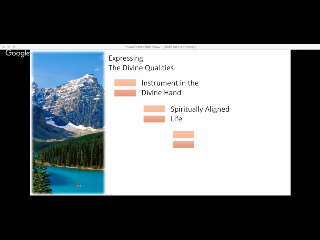 Google
Expressing
The Divine Qualities
Instrument in the
Divine Hand
Spiritually Aligned
Life